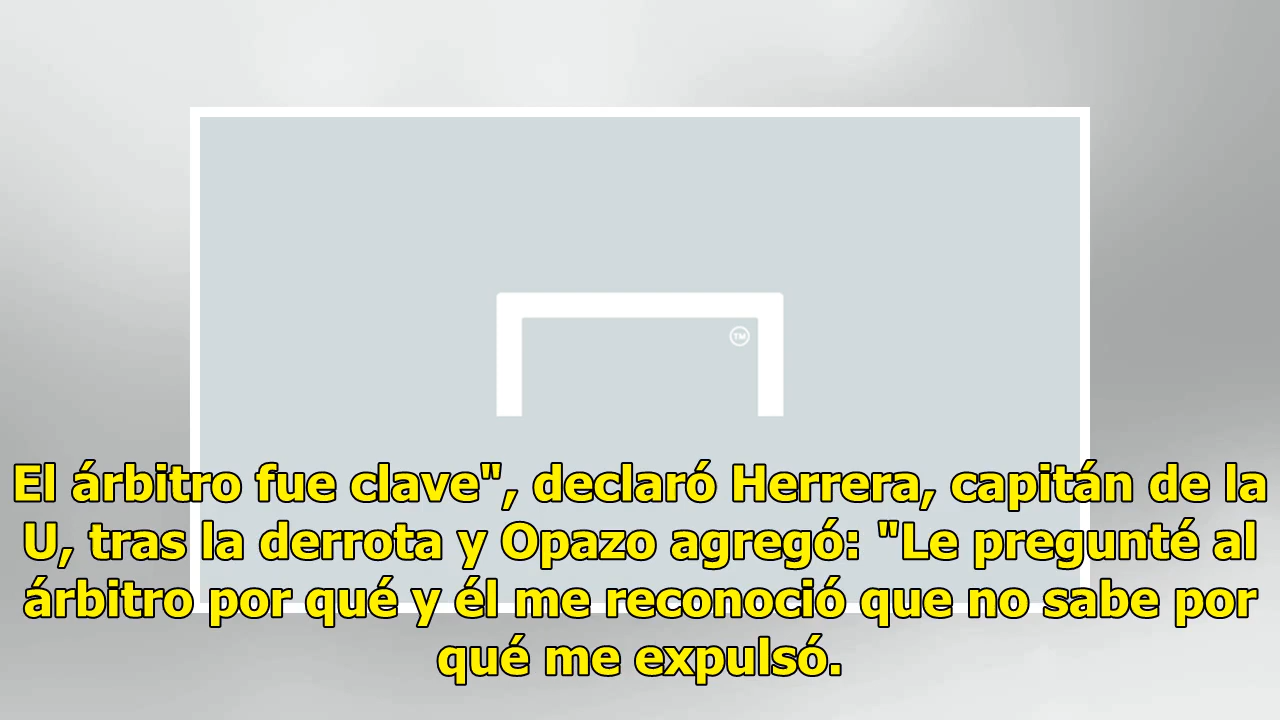 TM
El árbitro fue clave", declaró Herrera, capitán de la
U, tras la derrota y Opazo agregó: "Le pregunté al
árbitro por qué y él me reconoció que no sabe por
qué me expulsó.